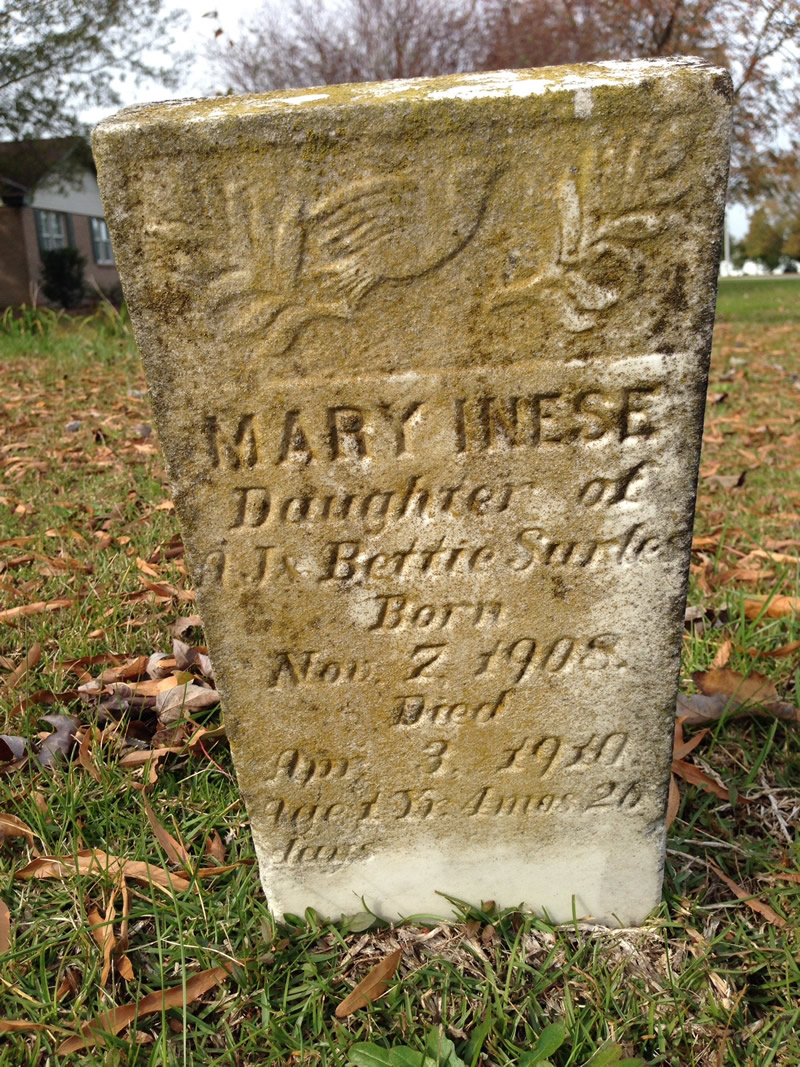 MARY INESE
Daughter of
A J & Bettie Surles
Born
Nov. 7, 1908.
Died
Apr. 3, 1910.
Age 1 Yr. 4 mos. 26
days